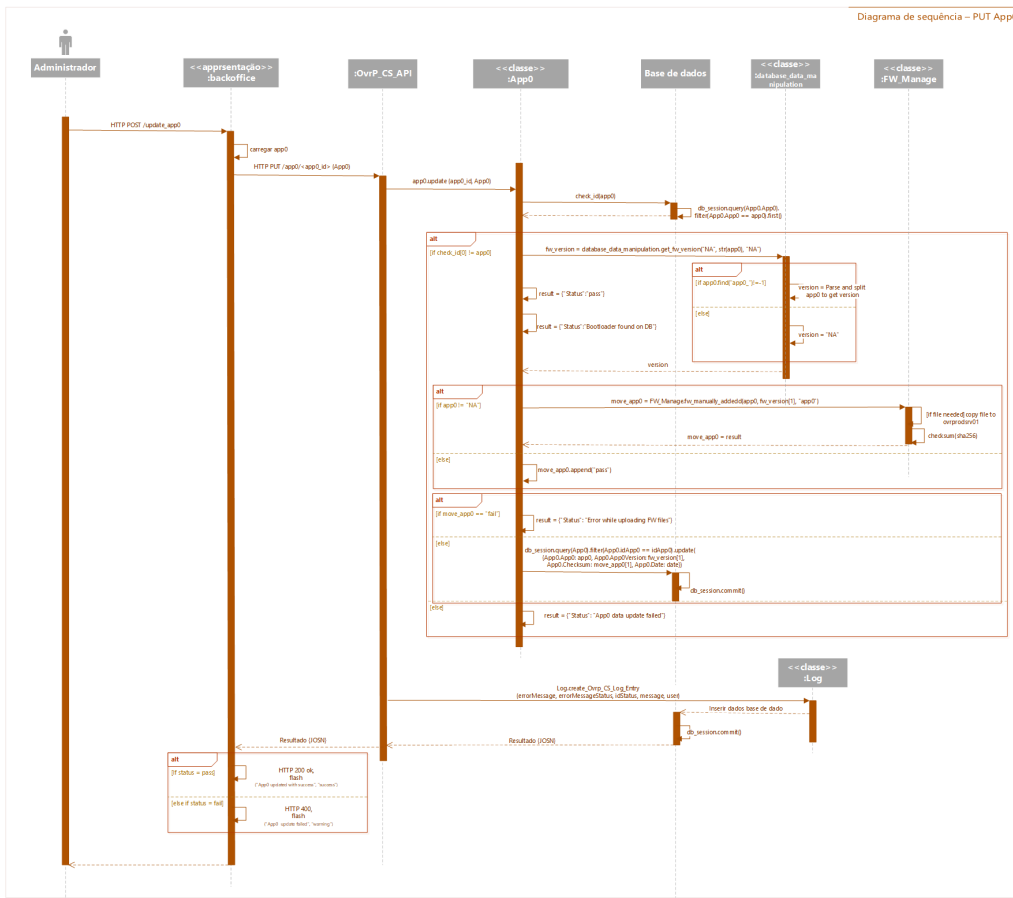 Diagrama de sequência – PUT App0
Administrador
<<apprsentação>>
:backoffice
:OvrP_CS_API
<<classe>>
:App0
Base de dados
<<classe>>
:database_data_ma
nipulation
<<classe>>
:FW_Manage
HTTP POST /update_app0
carregar app0
HTTP PUT /app0/<app0_id> (App0)
app0.update (app0_id, App0)
check_id(app0)
db_session.query(App0.App0).
filter(App0.App0 == app0).first()
alt
[if check_id[0] != app0]
fw_version = database_data_manipulation.get_fw_version("NA", str(app0), "NA")
alt
[if app0.find("app0_")!=-1]
version = Parse and split
app0 to get version
result = {"Status":"pass"}
[else]
result = {"Status":"Bootloader found on DB"}
version = "NA"
version
alt
[if app0 != "NA"]
move_app0 = FW_Manage.fw_manually_addedd(app0, fw_version[1], "app0")
[if file needed] copy file to
ovrprodsrv01
checksum(sha256)
move_app0 = result
[else]
move_app0.append("pass")
alt
[if move_app0 == "fail"]
result = {"Status": "Error while uploading FW files"}
[else]
db_session.query(App0).filter(App0.idApp0 == idApp0).update(
{App0.App0: app0, App0.App0Version: fw_version[1],
App0.Checksum: move_app0[1], App0.Date: date})
db_session.commit()
[else]
result = {"Status": "App0 data update failed"}
<<classe>>
:Log
Log.create_Ovrp_CS_Log_Entry
(errorMessage, errorMessageStatus, idStatus, message, user)
Inserir dados base de dado
db_session.commit()
Resultado (JOSN)
Resultado (JOSN)
alt
[if status = pass]
HTTP 200 ok,
flash
("App0 updated with success", "success")
[else if status = fail]
HTTP 400,
flash
("App0 update failed", "warning")